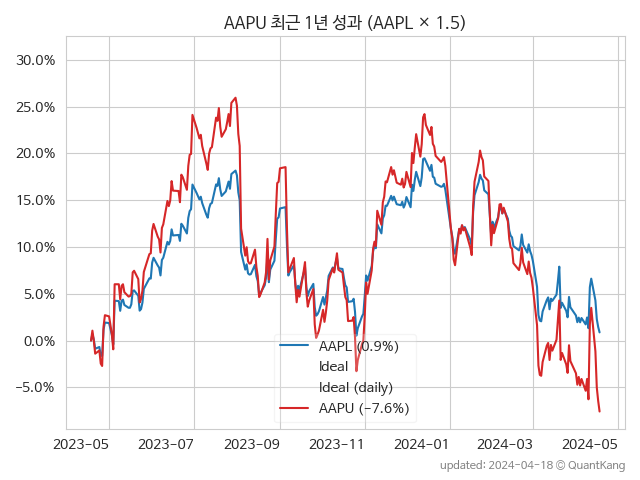 AAPU 최근 1년 성과 (AAPL × 1.5)
30.0%
25.0%
20.0%
15.0%
10.0%
5.0%
0.0%
−5.0%
AAPL (0.9%)
Ideal
Ideal (daily)
AAPU (−7.6%)
2023−05 2023−07 2023−09 2023−11 2024−01 2024−03 2024−05
updated: 2024−04−18 © QuantKang